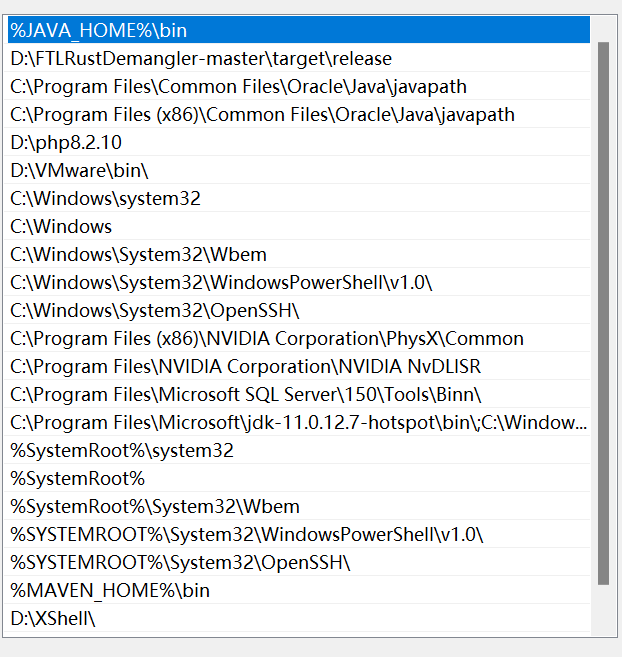 %JAVA_HOME%\bin
D:\FTLRustDemangler-master\target\release
C:\Program Files\Common Files\Oracle\Java\javapath
C:\Program Files (x86)\Common Files\Oracle\Java\javapath
D:\php8.2.10
D:\VMware\bin\
C:\Windows\system32
C:\Windows
C:\Windows\System32\Wbem
C:\Windows\System32\WindowsPowerShell\v1.0\
C:\Windows\System32\OpenSSH\
C:\Program Files (x86)\NVIDIA Corporation\PhysX\Common
C:\Program Files\NVIDIA Corporation\NVIDIA NvDLISR
C:\Program Files\Microsoft SQL Server\150\Tools\Binn\
C:\Program Files\Microsoft\jdk-11.0.12.7-hotspot\bin\;C:\Window...
%SystemRoot%\system32
%SystemRoot%
%SystemRoot%\System32\Wbem
%SYSTEMROOT%\System32\WindowsPowerShell\v1.0\
%SYSTEMROOT%\System32\OpenSSH\
%MAVEN_HOME%\bin
D:\XShell\